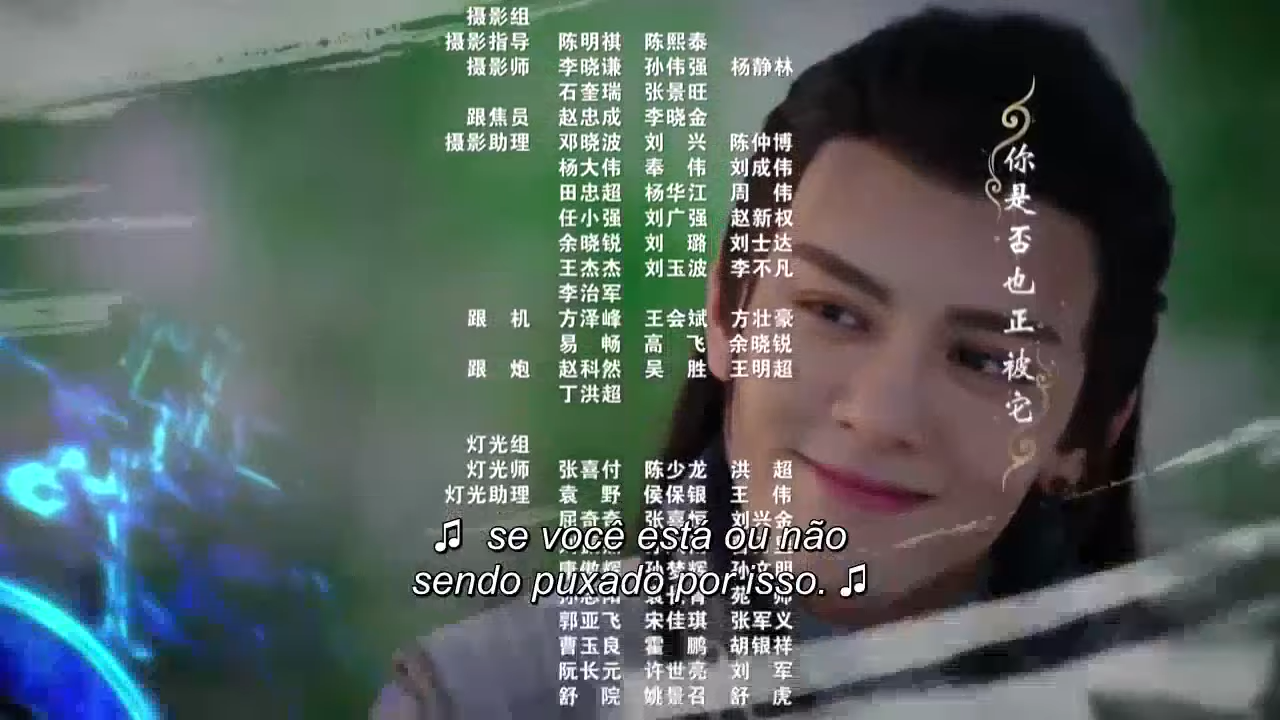 摄影组
摄影指导 陈明祺 陈熙泰
摄影师 李晓谦 孙伟强 杨静林
石奎瑞 张景旺
跟焦员 赵忠成 李晓金
摄影助理 邓晓波 刘 兴 陈仲博
杨大伟 奉 伟 刘成伟
田忠超 杨华江 周 伟
任小强 刘广强 赵新权
余晓锐 刘 璐 刘士达
王杰杰 刘玉波 李不凡
李治军
跟 机 方泽峰 王会斌 方壮豪
易 畅 高 飞 余晓锐
跟 炮 赵科然 吴 胜 王明超
丁洪超
灯光组
灯光师 张喜付 陈少龙 洪 超
灯光助理 袁 野 侯保银 王 伟
屈奇奇 张喜恒 刘兴金
♫ se você está ou não
sendo puxado por isso. ♫
郭亚飞 宋佳琪 张军义
曹玉良 霍 鹏 胡银祥
阮长元 许世亮 刘 军
舒 院 姚景召 舒 虎
你是否也正被它